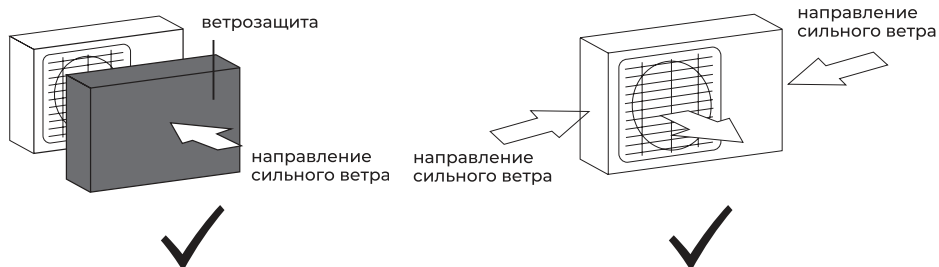 ветрозащита
направление
сильного ветра
направление
сильного ветра
направление
сильного ветра